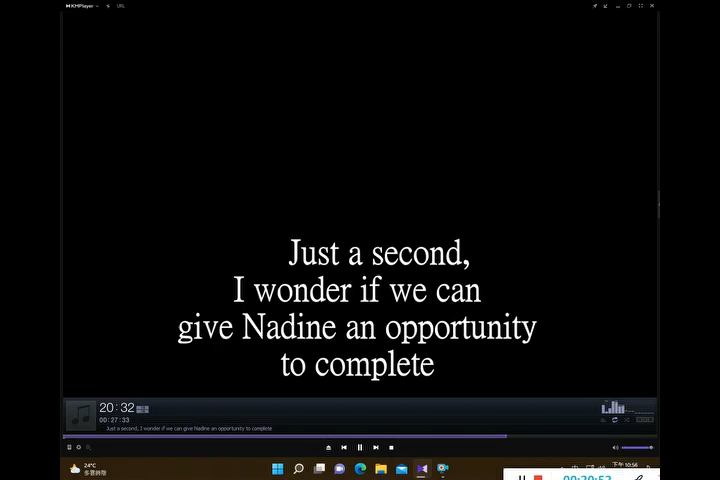 KMPlayer
URL
Just a second,
I wonder if we can
give Nadine an opportunity
to complete
20:32
00:27:33
Just a second, I wonder if we can give Nadine an opportunity to complete
24°C
多雲時陰
下午 10:56
00:20:52